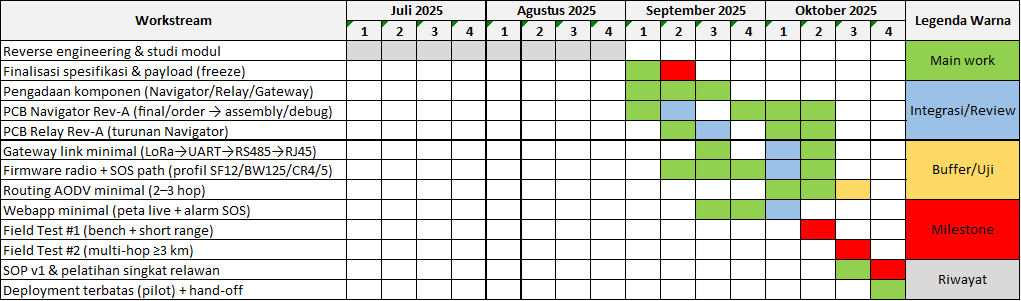 Workstream Juli 2025 Agustus 2025 September 2025 Oktober 2025 Legenda Warna
1 2 3 4 1 2 3 4 1 2 3 4 1 2 3 4
Reverse engineering & studi modul
Main work
Finalisasi spesifikasi & payload (freeze)
Pengadaan komponen (Navigator/Relay/Gateway)
PCB Navigator Rev-A (final/order → assembly/debug)
Integrasi/Review
PCB Relay Rev-A (turunan Navigator)
Gateway link minimal (LoRa→UART→RS485→RJ45)
Firmware radio + SOS path (profil SF12/BW125/CR4/5)
Buffer/Uji
Routing AODV minimal (2–3 hop)
Webapp minimal (peta live + alarm SOS)
Field Test #1 (bench + short range)
Milestone
Field Test #2 (multi-hop ≥3 km)
SOP v1 & pelatihan singkat relawan
Riwayat
Deployment terbatas (pilot) + hand-off